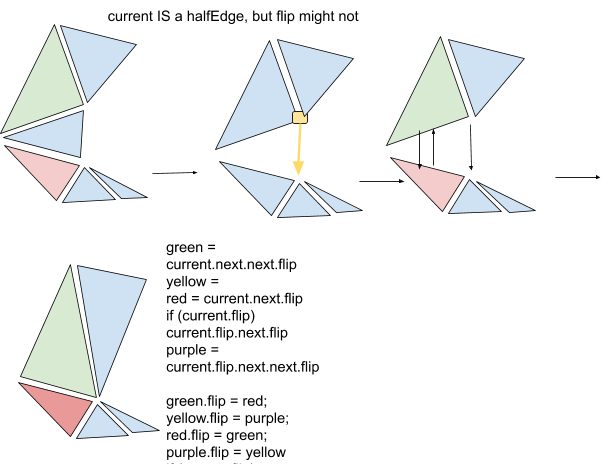 current IS a halfEdge, but flip might not
green =
current.next.next.flip
yellow =
red = current.next.flip
if (current.flip)
current.flip.next.flip
purple =
current.flip.next.next.flip
green.flip = red;
yellow.flip = purple;
red.flip = green;
purple.flip = yellow